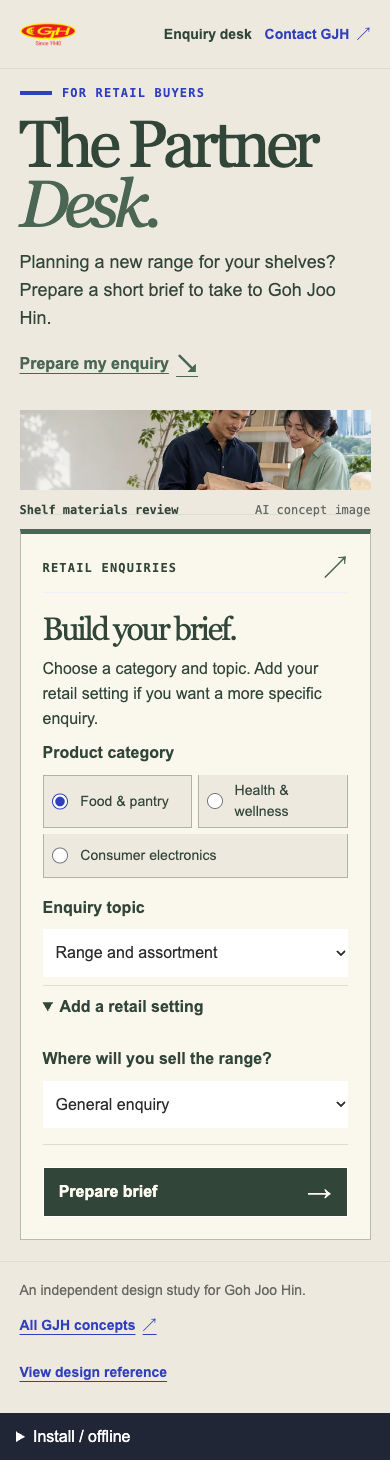 GJH
Since 1940
Enquiry desk Contact GJH ↗
FOR RETAIL BUYERS
The Partner
Desk.
Planning a new range for your shelves?
Prepare a short brief to take to Goh Joo
Hin.
Prepare my enquiry ↘
Shelf materials review AI concept image
RETAIL ENQUIRIES ↗
Build your brief.
Choose a category and topic. Add your
retail setting if you want a more specific
enquiry.
Product category
Food & pantry
Health &
wellness
Consumer electronics
Enquiry topic
Range and assortment
▼ Add a retail setting
Where will you sell the range?
General enquiry
Prepare brief →
An independent design study for Goh Joo Hin.
All GJH concepts ↗
View design reference
▶ Install / offline